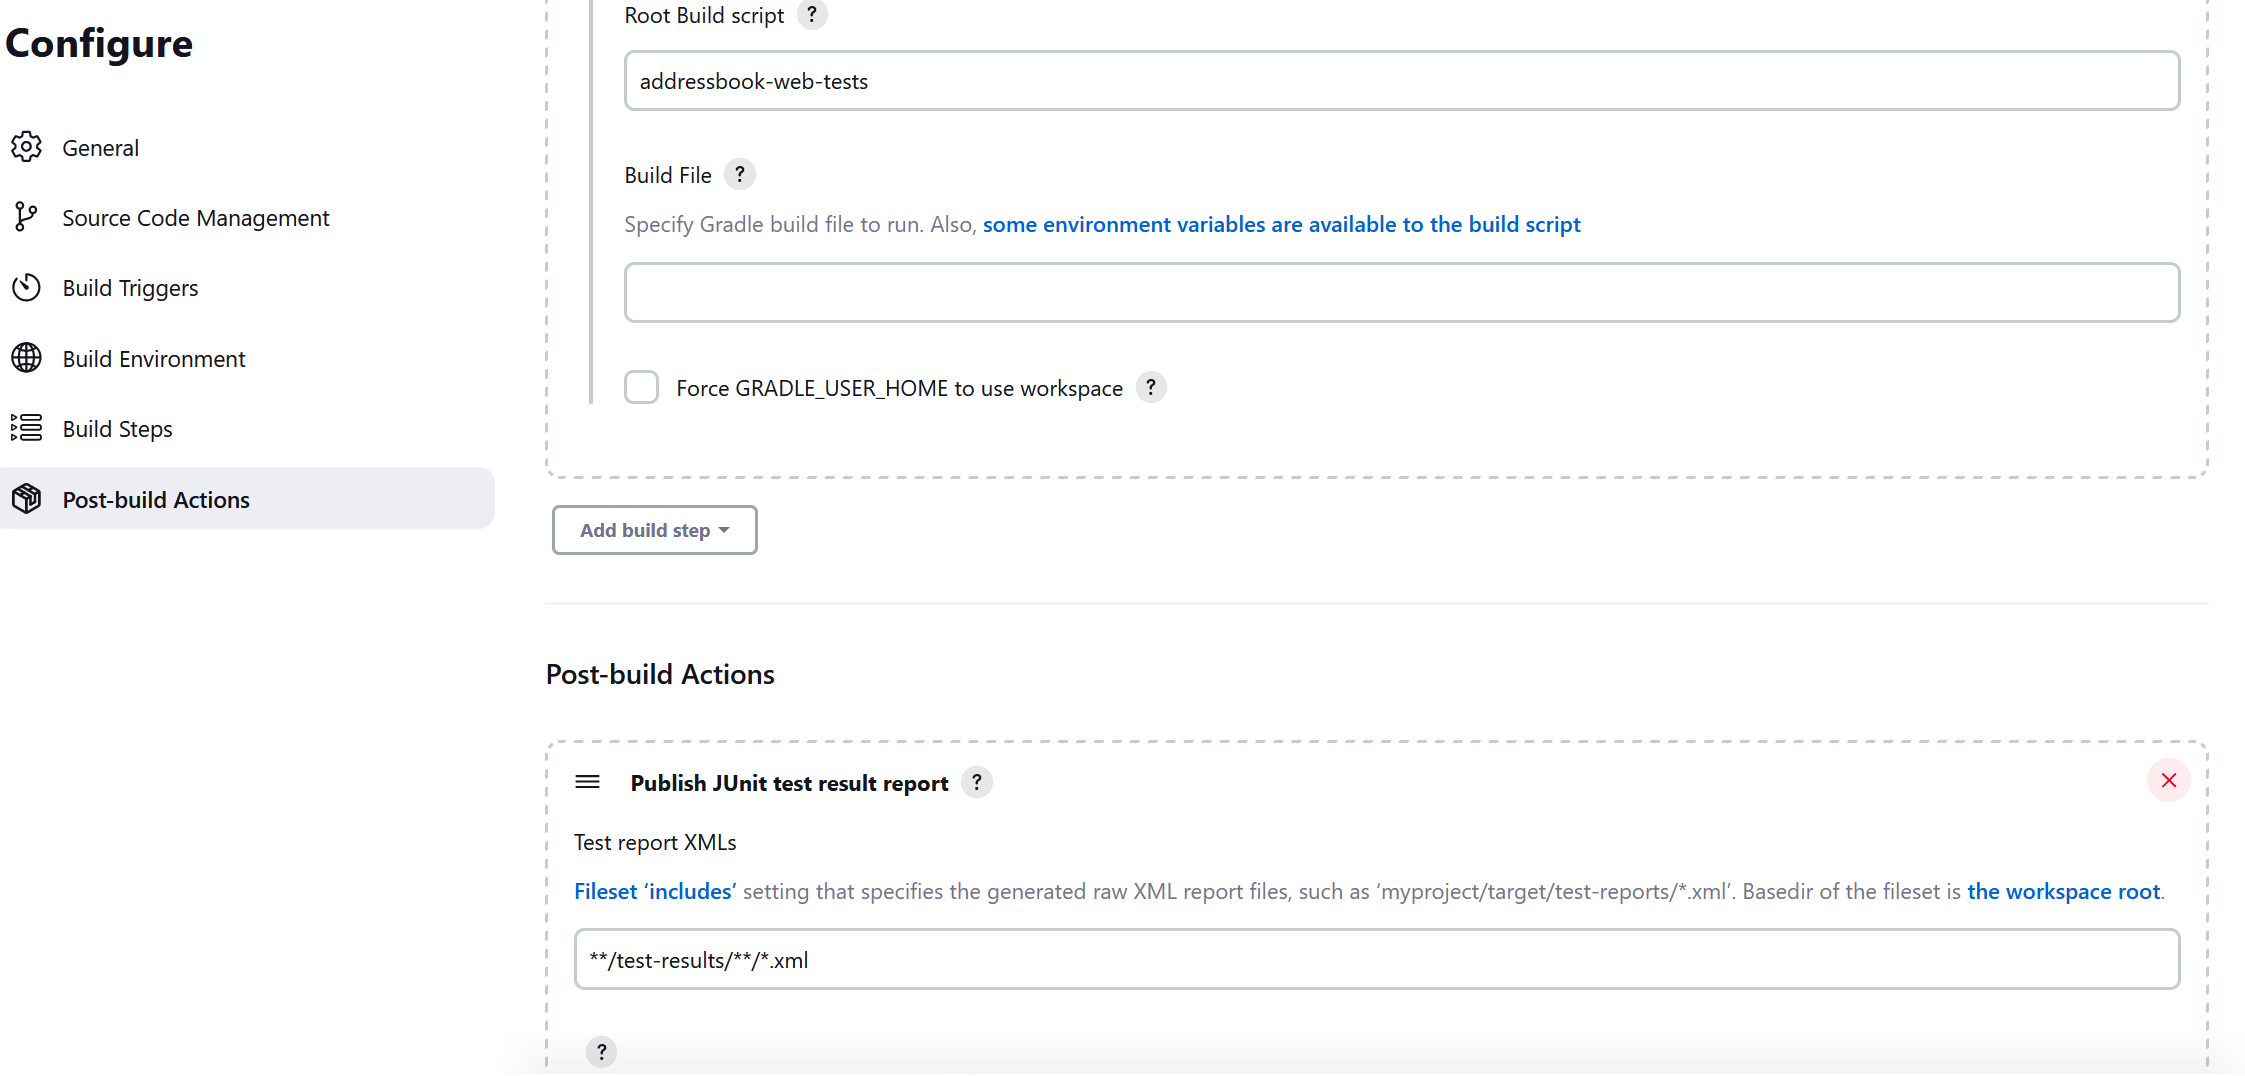 Configure
General
Source Code Management
Build Triggers
Build Environment
Build Steps
Post-build Actions
Root Build script ?
addressbook-web-tests
Build File ?
Specify Gradle build file to run. Also, some environment variables are available to the build script
Force GRADLE_USER_HOME to use workspace ?
Add build step
Post-build Actions
Publish JUnit test result report ?
Test report XMLs
Fileset ‘includes’ setting that specifies the generated raw XML report files, such as ‘myproject/target/test-reports/*.xml’. Basedir of the fileset is the workspace root.
**/test-results/**/*.xml
?